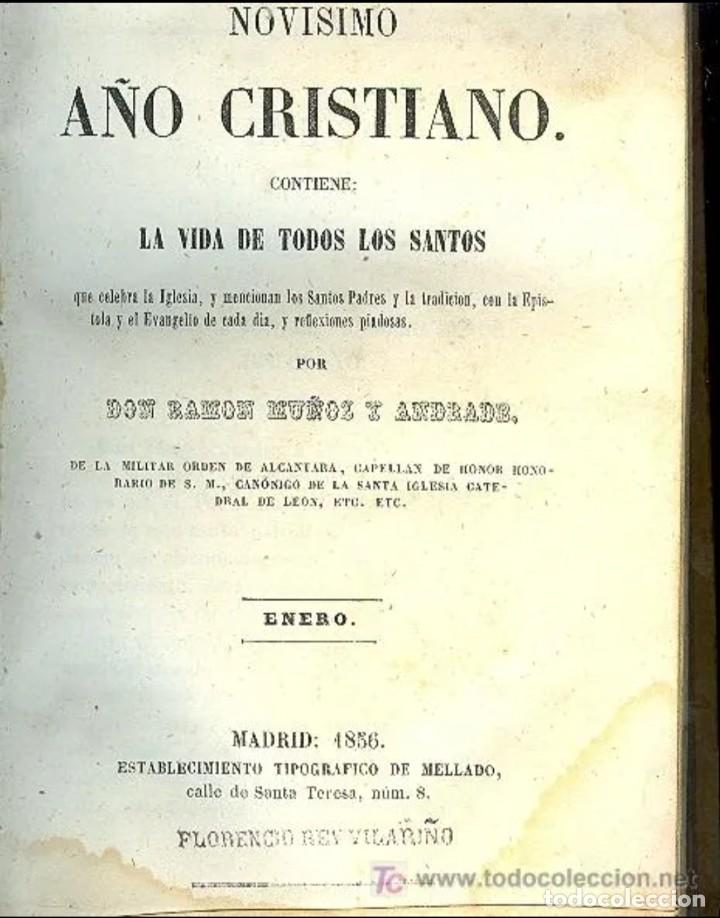 NOVISIMO
AÑO CRISTIANO.
CONTIENE:
LA VIDA DE TODOS LOS SANTOS
que celebra la Iglesia, y mencionan los Santos Padres y la tradicion, con la Epis-
tola y el Evangelio de cada dia, y reflexiones piadosas.
POR
DON RAMON MUÑOZ Y ANDRADE,
DE LA MILITAR ORDEN DE ALCANTARA, CAPELLAN DE HONOR HONO-
RARIO DE S. M., CANÓNIGO DE LA SANTA IGLESIA CATE-
DRAL DE LEON, ETC. ETC.
ENERO.
MADRID: 1856.
ESTABLECIMIENTO TIPOGRAFICO DE MELLADO,
calle de Santa Teresa, núm. 8.
FLORENCIO REY VILARIÑO
TC www.todocoleccion.net
todocoleccion.net